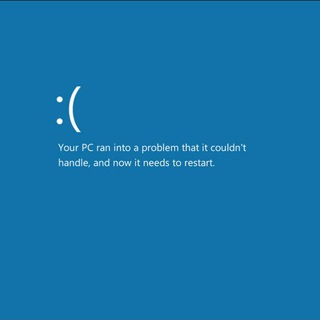 :(
Your PC ran into a problem that it couldn't
handle, and now it needs to restart.